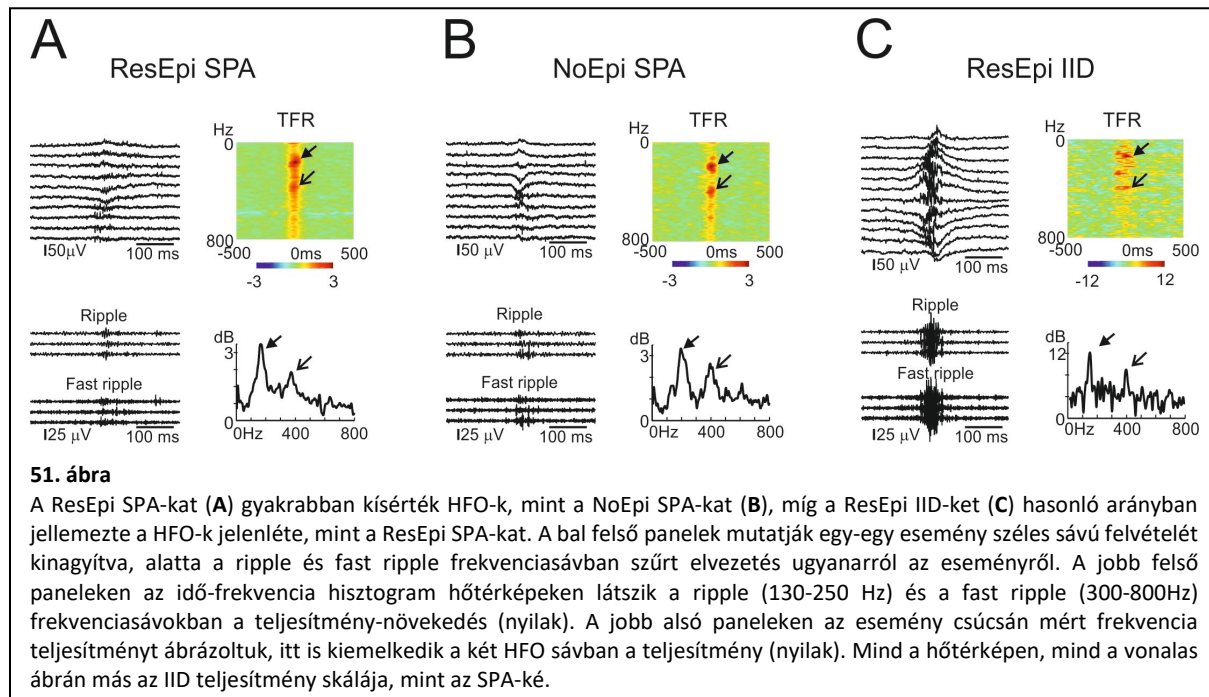 A
ResEpi SPA
TFR
Hz
0
800
-500
0ms
500
-3
3
I50 μV
100 ms
Ripple
Fast ripple
I25 μV
100 ms
dB
3
0
0Hz
400
800
B
NoEpi SPA
TFR
Hz
0
800
-500
0ms
500
-3
3
I50 μV
100 ms
Ripple
Fast ripple
I25 μV
100 ms
dB
3
0
0Hz
400
800
C
ResEpi IID
TFR
Hz
0
800
-500
0ms
500
-12
12
I50 μV
100 ms
Ripple
Fast ripple
I25 μV
100 ms
dB
12
0
0Hz
400
800
51. ábra
A ResEpi SPA-kat (A) gyakrabban kísérték HFO-k, mint a NoEpi SPA-kat (B), míg a ResEpi IID-ket (C) hasonló arányban
jellemezte a HFO-k jelenléte, mint a ResEpi SPA-kat. A bal felső panelek mutatják egy-egy esemény széles sávú felvételét
kinagyítva, alatta a ripple és fast ripple frekvenciasávban szűrt elvezetés ugyanarról az eseményről. A jobb felső
paneleken az idő-frekvencia hisztogram hőtérképeken látszik a ripple (130-250 Hz) és a fast ripple (300-800Hz)
frekvenciasávokban a teljesítmény-növekedés (nyilak). A jobb alsó paneleken az esemény csúcsán mért frekvencia
teljesítményt ábrázoltuk, itt is kiemelkedik a két HFO sávban a teljesítmény (nyilak). Mind a hőtérképen, mind a vonalas
ábrán más az IID teljesítmény skálája, mint az SPA-ké.